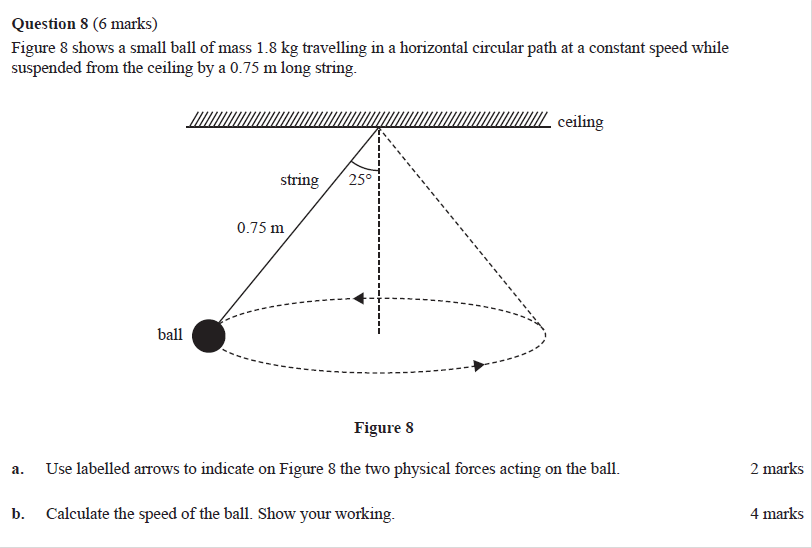 Question 8 (6 marks)
Figure 8 shows a small ball of mass 1.8 kg travelling in a horizontal circular path at a constant speed while
suspended from the ceiling by a 0.75 m long string.
ceiling
string
25°
0.75 m
ball
Figure 8
a. Use labelled arrows to indicate on Figure 8 the two physical forces acting on the ball. 2 marks
b. Calculate the speed of the ball. Show your working. 4 marks